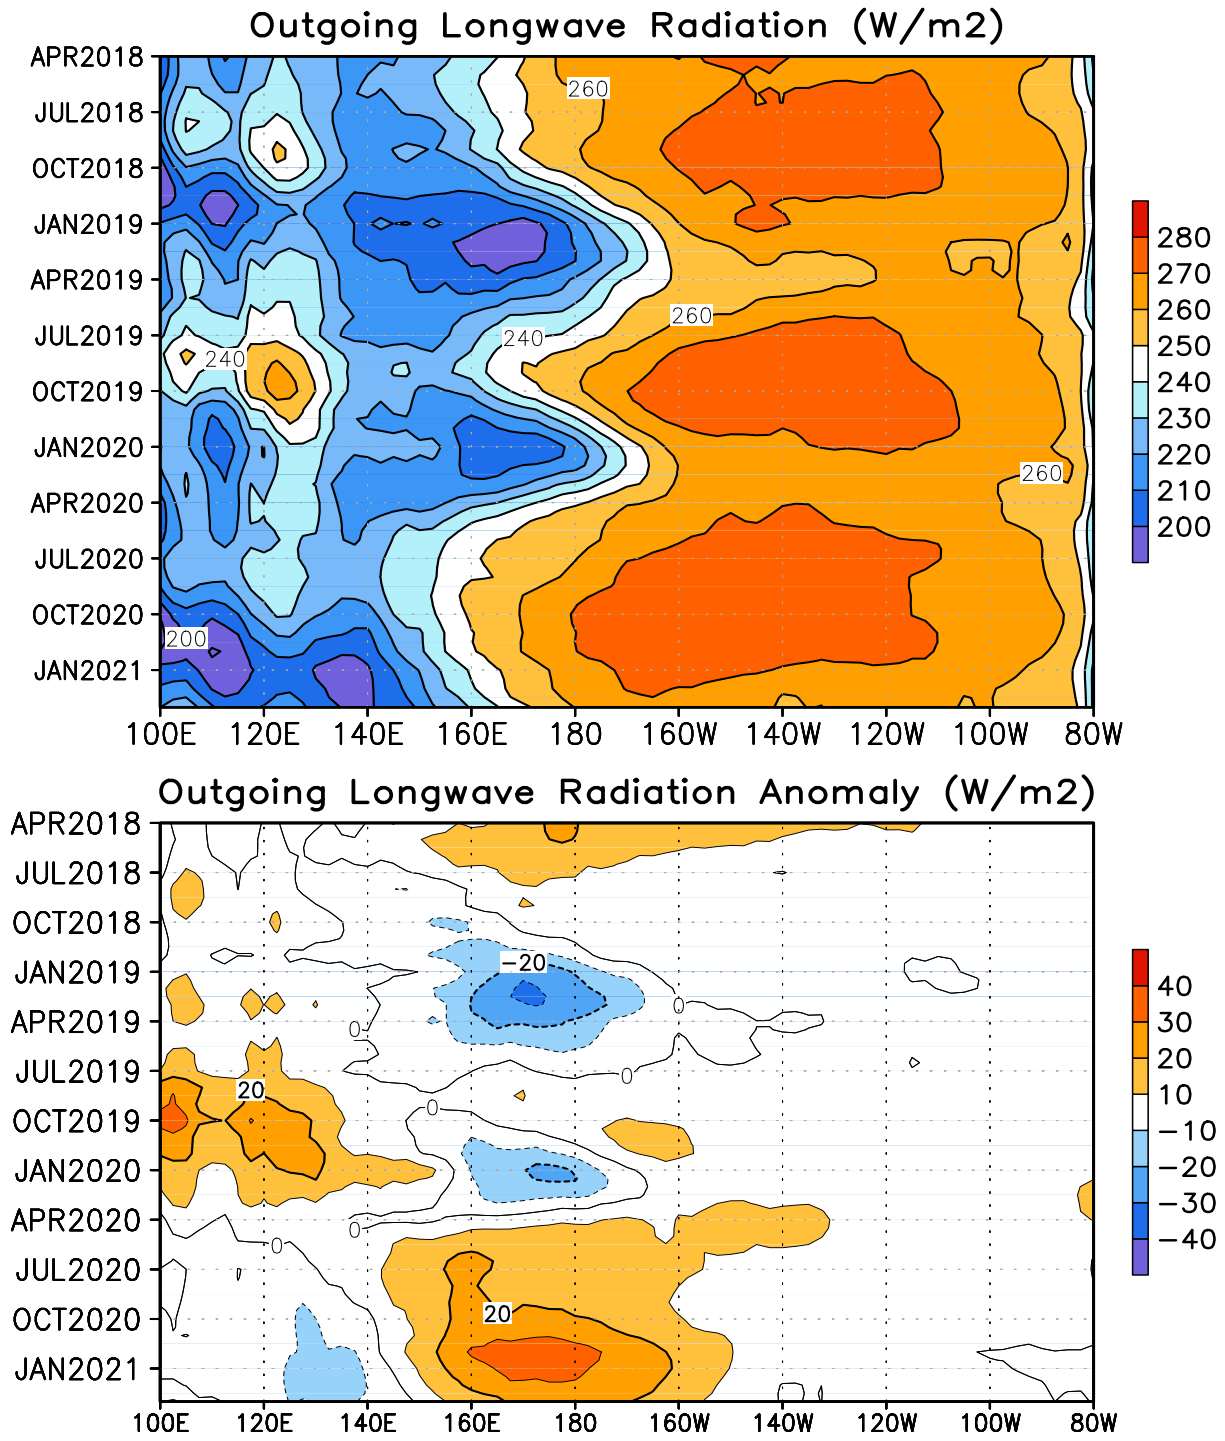 Outgoing Longwave Radiation (W/m2)
APR2018
JUL2018
OCT2018
JAN2019
APR2019
JUL2019
OCT2019
JAN2020
APR2020
JUL2020
OCT2020
JAN2021
260
240
260
240
260
200
100E 120E 140E 160E 180 160W 140W 120W 100W 80W
280
270
260
250
240
230
220
210
200
Outgoing Longwave Radiation Anomaly (W/m2)
APR2018
JUL2018
OCT2018
JAN2019
APR2019
JUL2019
OCT2019
JAN2020
APR2020
JUL2020
OCT2020
JAN2021
-20
0
0
0
20
0
0
0
20
100E 120E 140E 160E 180 160W 140W 120W 100W 80W
40
30
20
10
-10
-20
-30
-40